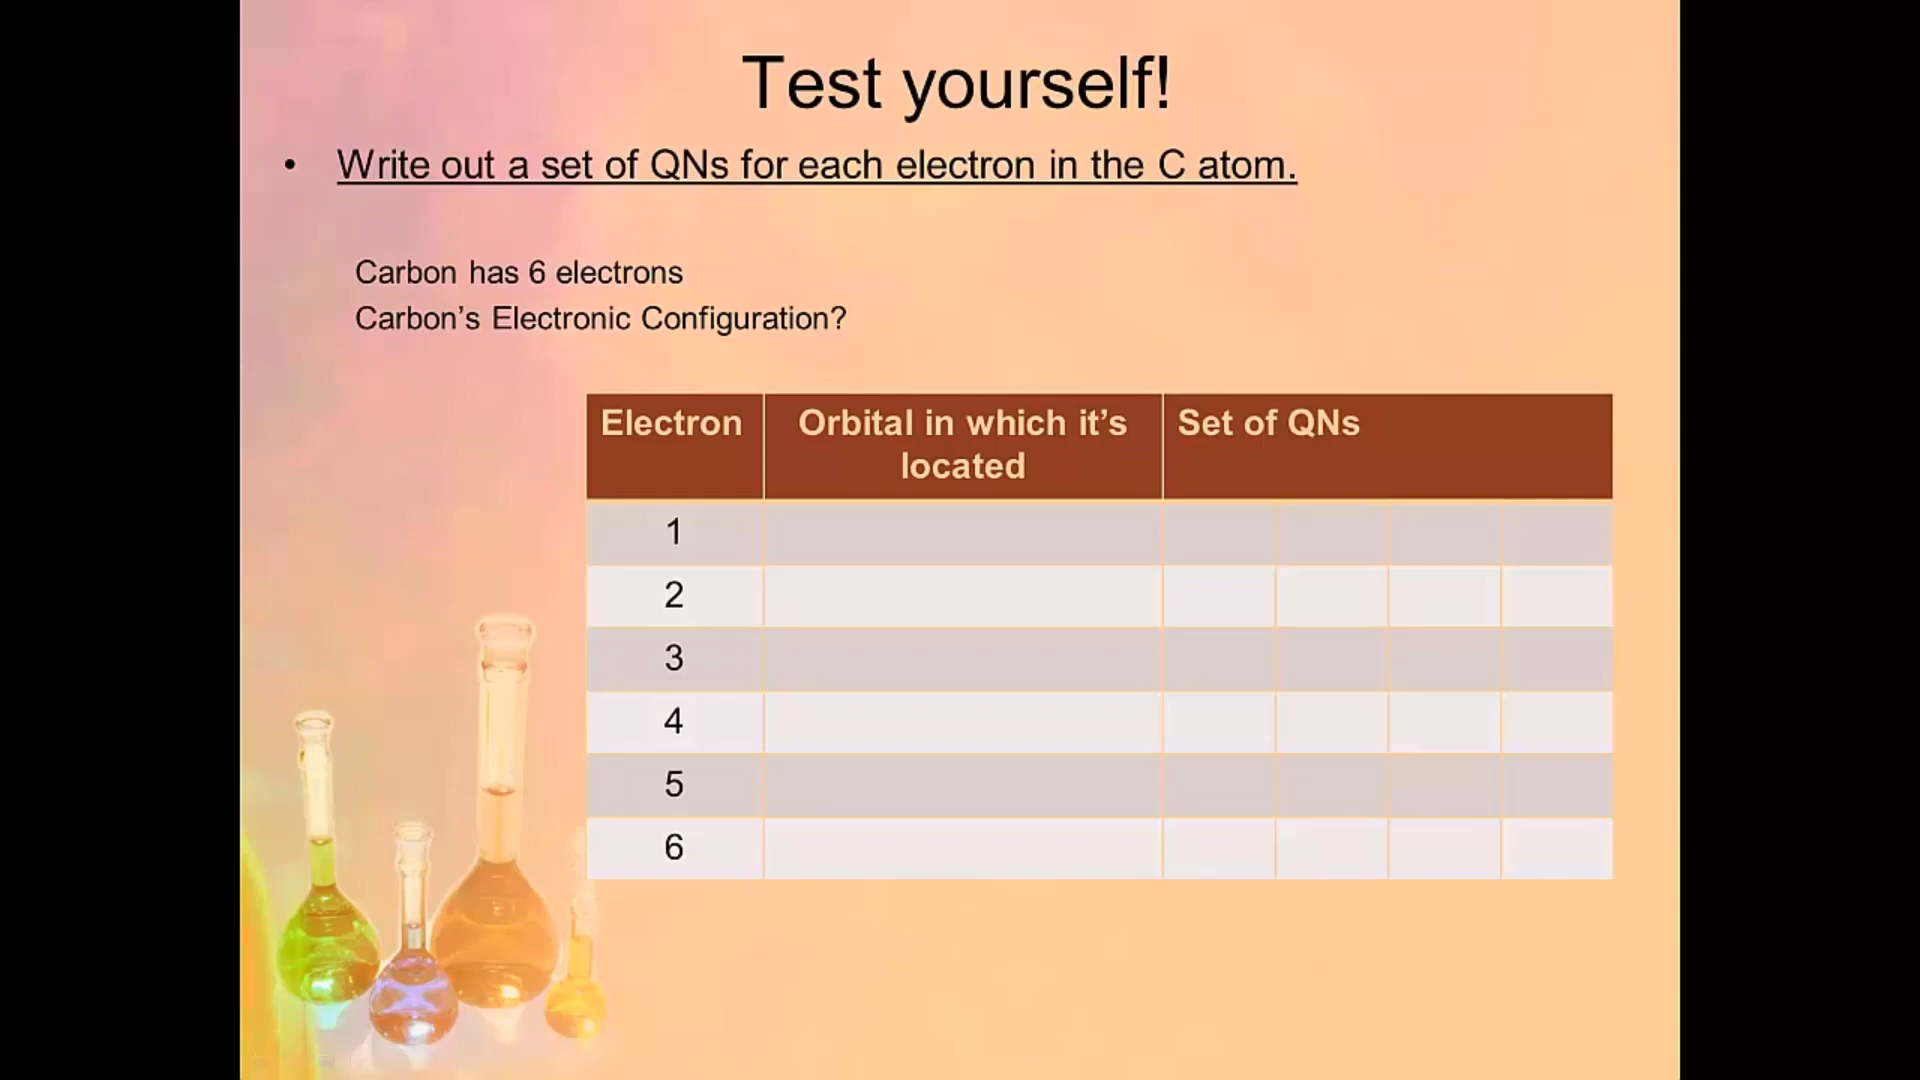 Test yourself!
• Write out a set of QNs for each electron in the C atom.
Carbon has 6 electrons
Carbon’s Electronic Configuration?
Electron
Orbital in which it’s
located
Set of QNs
1
2
3
4
5
6